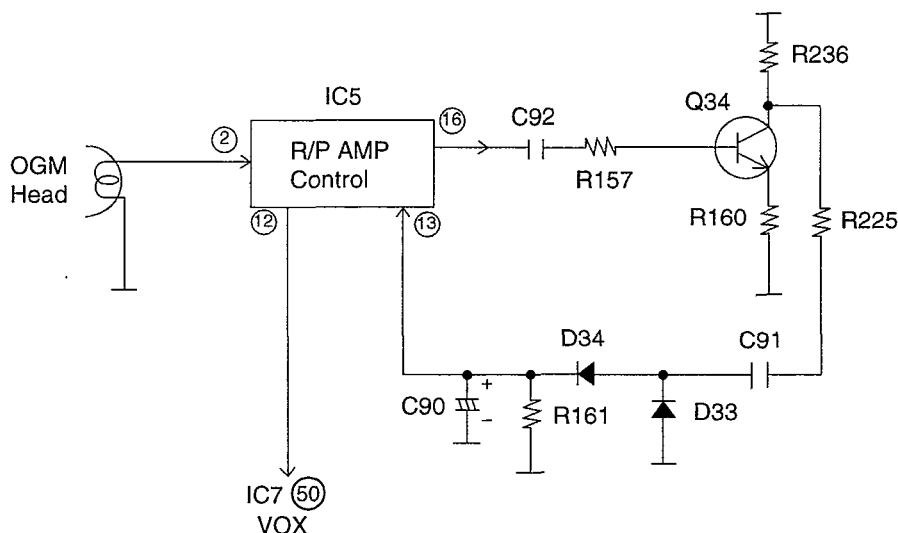 R236
IC5
Q34
C92
16
2
R/P AMP
Control
OGM
Head
R157
12
13
R160
R225
D34
C91
C90
+
-
R161
D33
IC7 50
VOX